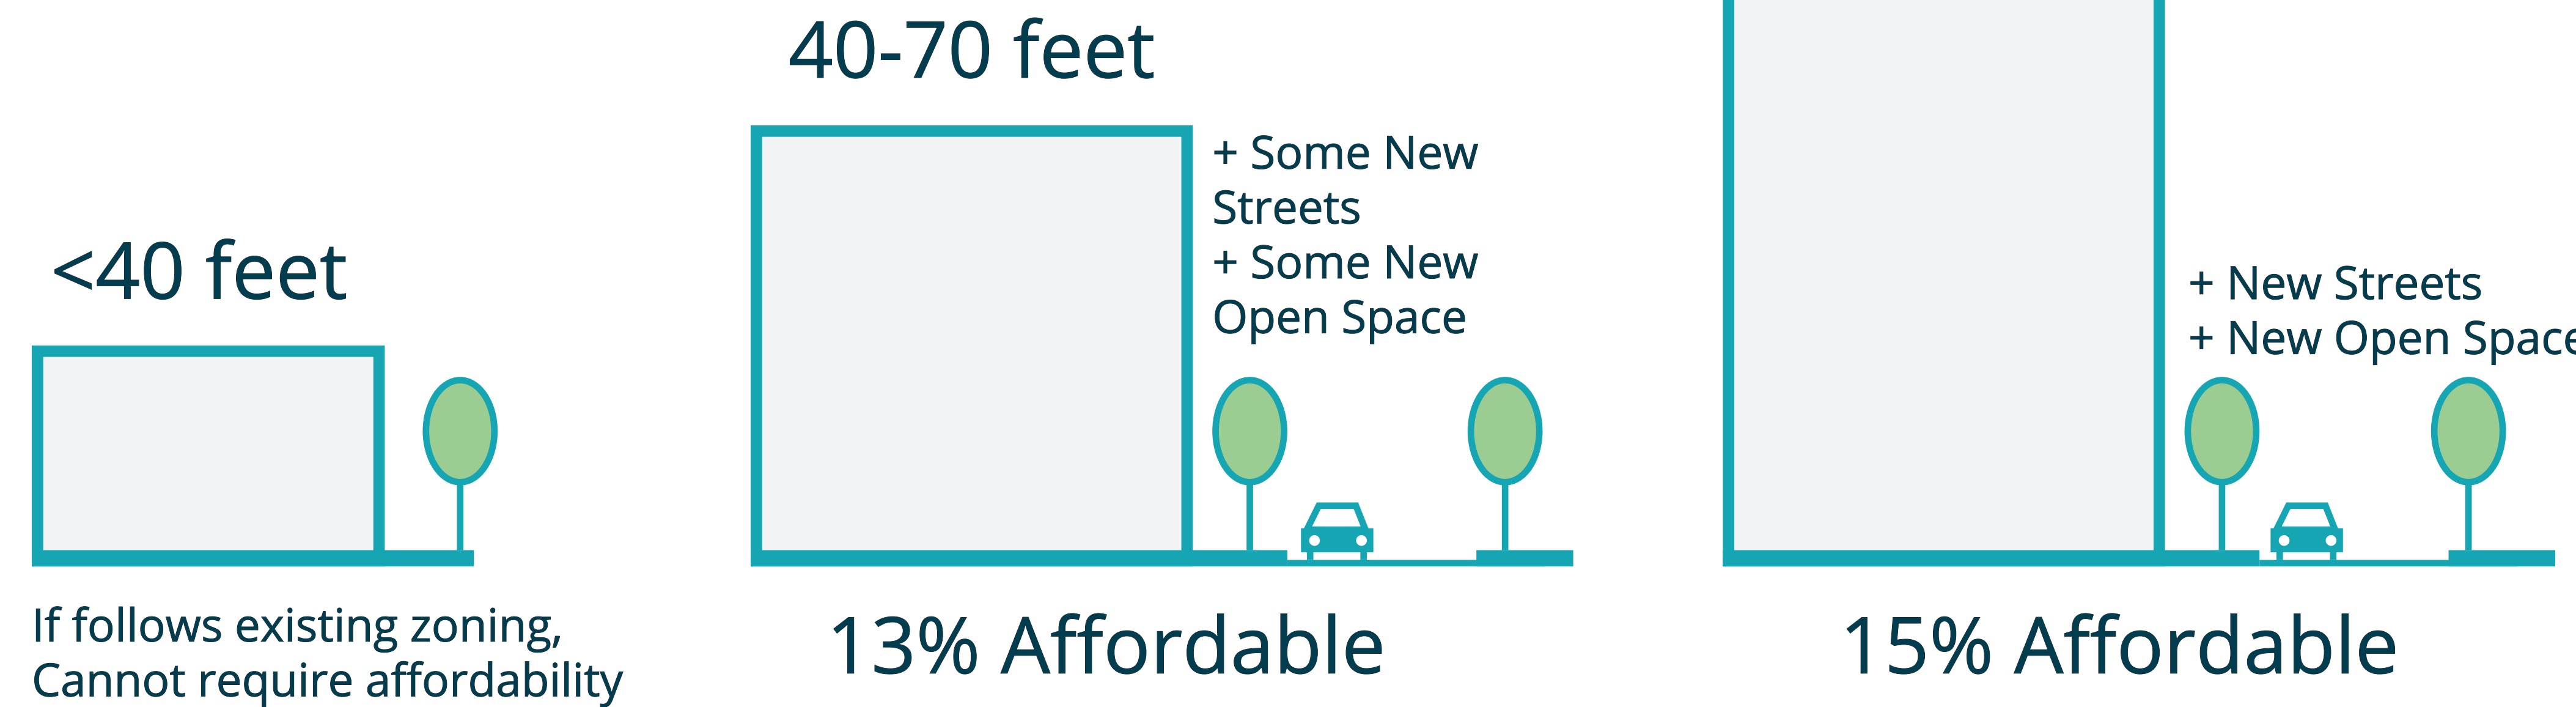 <40 feet
If follows existing zoning,
Cannot require affordability
40-70 feet
+ Some New
Streets
+ Some New
Open Space
13% Affordable
+ New Streets
+ New Open Space
15% Affordable